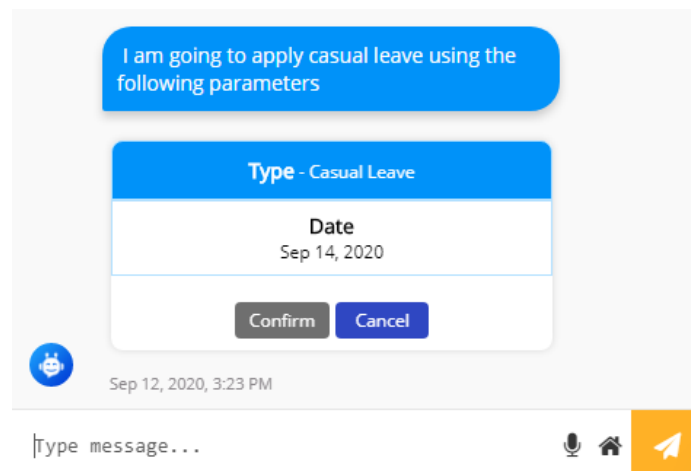 I am going to apply casual leave using the
following parameters
Type - Casual Leave
Date
Sep 14, 2020
Confirm Cancel
Sep 12, 2020, 3:23 PM
Type message...